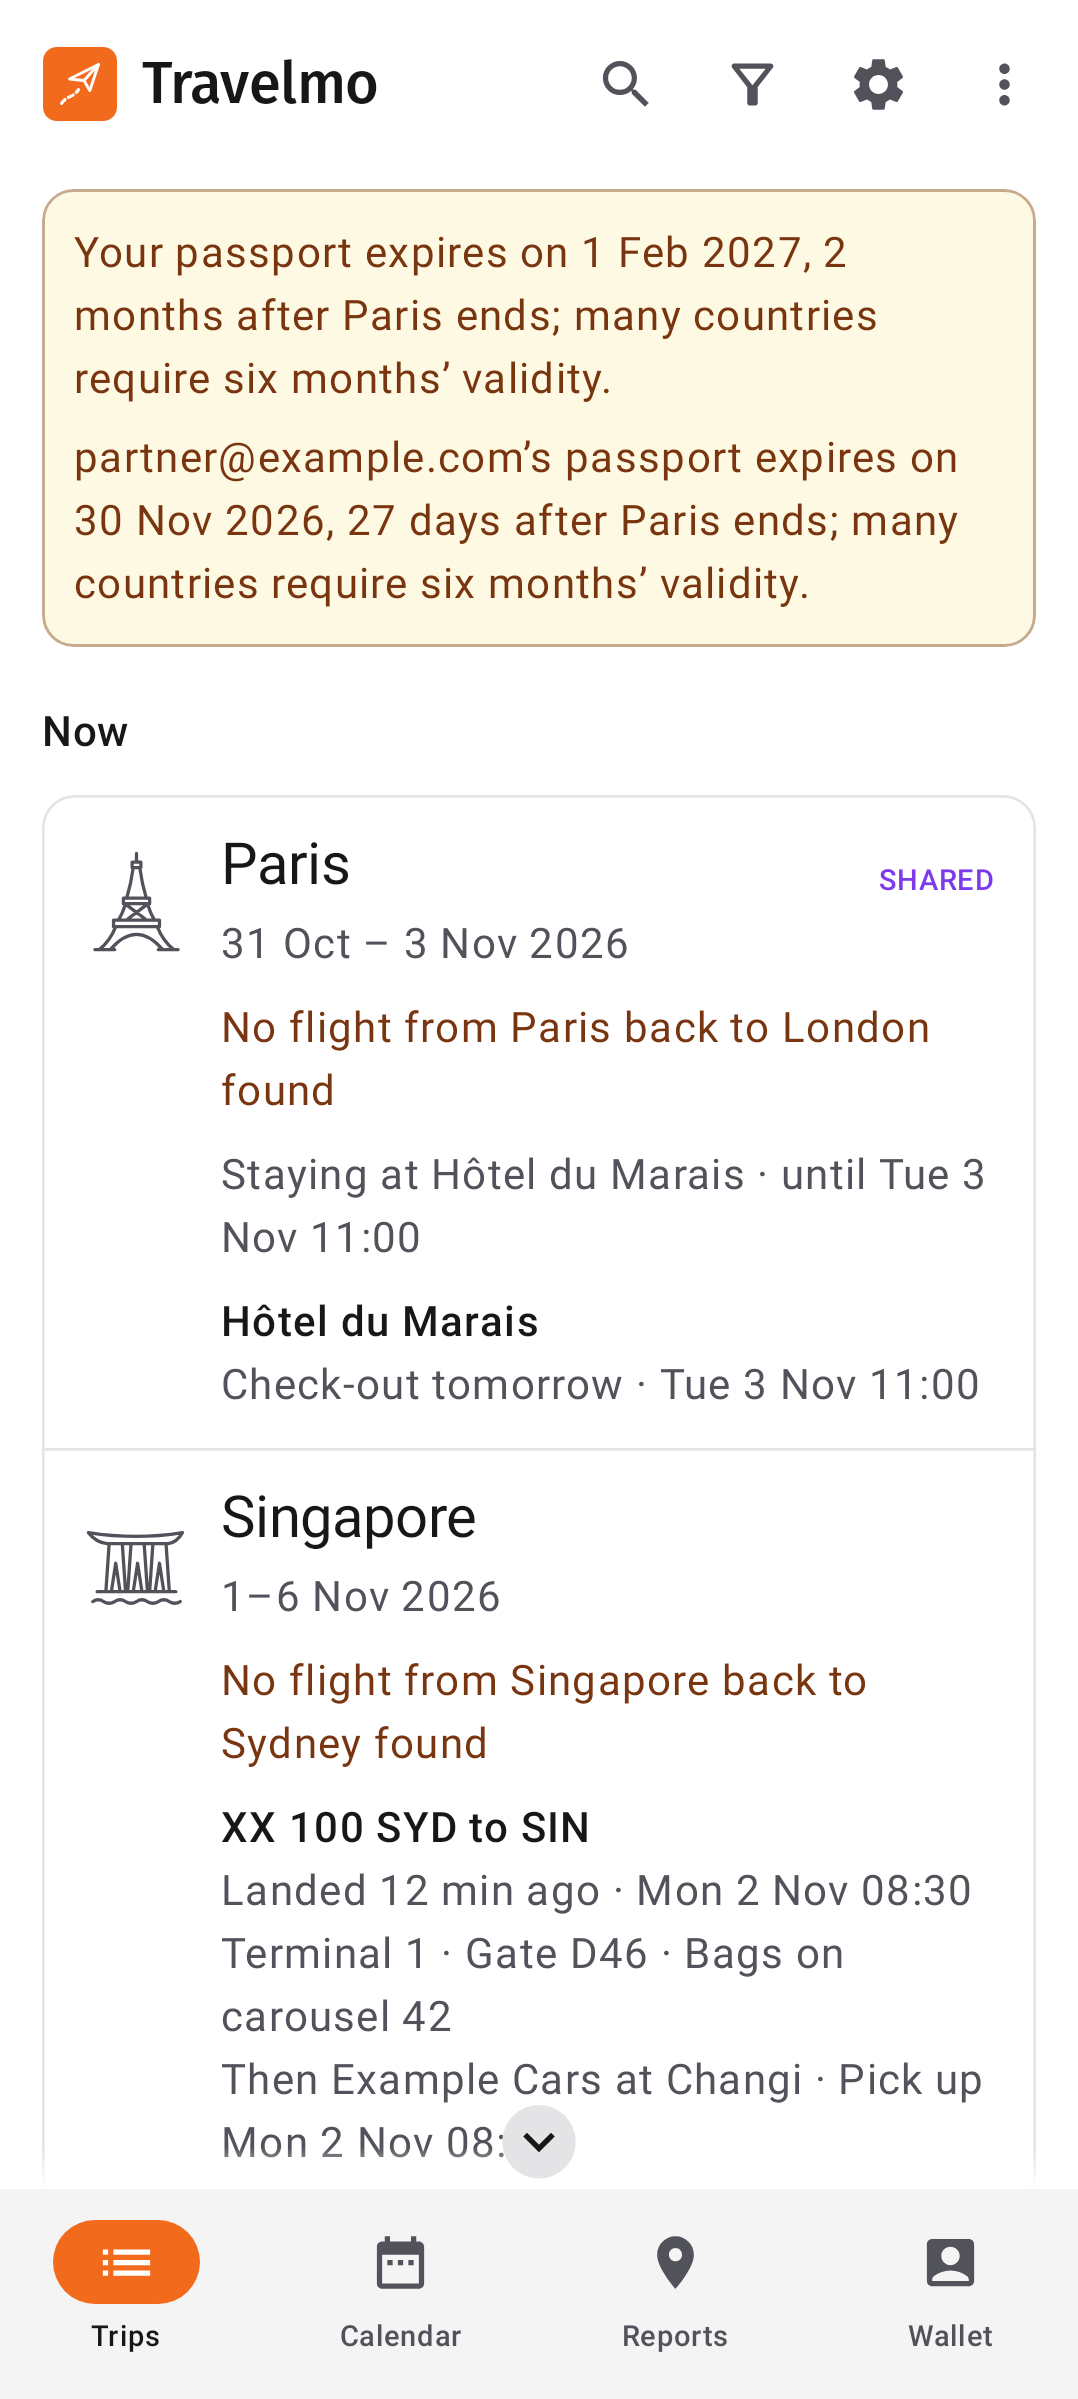 Travelmo
Your passport expires on 1 Feb 2027, 2
months after Paris ends; many countries
require six months’ validity.
partner@example.com’s passport expires on
30 Nov 2026, 27 days after Paris ends; many
countries require six months’ validity.
Now
Paris
SHARED
31 Oct – 3 Nov 2026
No flight from Paris back to London
found
Staying at Hôtel du Marais · until Tue 3
Nov 11:00
Hôtel du Marais
Check-out tomorrow · Tue 3 Nov 11:00
Singapore
1–6 Nov 2026
No flight from Singapore back to
Sydney found
XX 100 SYD to SIN
Landed 12 min ago · Mon 2 Nov 08:30
Terminal 1 · Gate D46 · Bags on
carousel 42
Then Example Cars at Changi · Pick up
Mon 2 Nov 08:
Trips
Calendar
Reports
Wallet